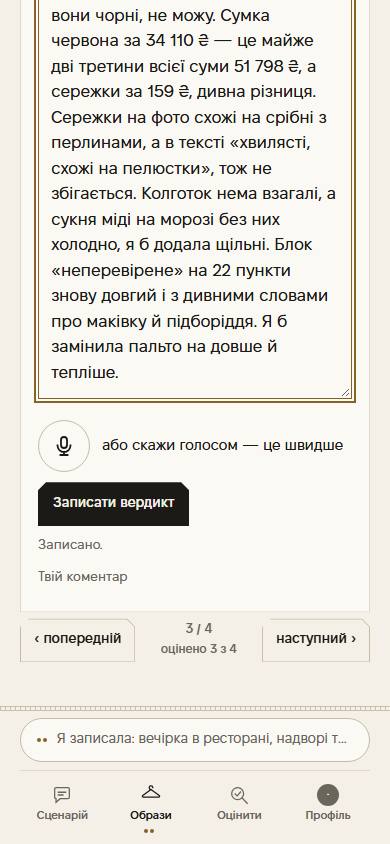 вони чорні, не можу. Сумка
червона за 34 110 ₴ — це майже
дві третини всієї суми 51 798 ₴, а
сережки за 159 ₴, дивна різниця.
Сережки на фото схожі на срібні з
перлинами, а в тексті «хвилясті,
схожі на пелюстки», тож не
збігається. Колготок нема взагалі, а
сукня міді на морозі без них
холодно, я б додала щільні. Блок
«неперевірене» на 22 пункти
знову довгий і з дивними словами
про маківку й підборіддя. Я б
замінила пальто на довше й
тепліше.
або скажи голосом — це швидше
Записати вердикт
Записано.
Твій коментар
‹ попередній
3 / 4
оцінено 3 з 4
наступний ›
Я записала: вечірка в ресторані, надворі т...
Сценарій
Образи
Оцінити
Профіль